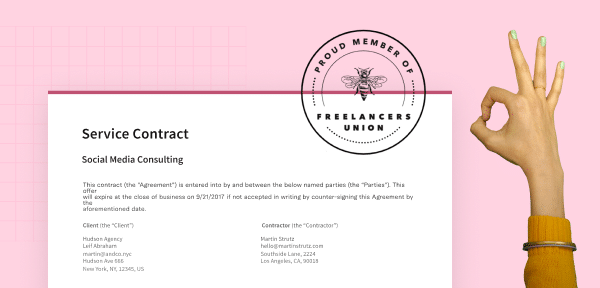 PROUD MEMBER OF
FREELANCERS
UNION
Service Contract
Social Media Consulting
This contract (the "Agreement") is entered into by and between the below named parties (the "Parties"). This
offer
will expire at the close of business on 9/21/2017 if not accepted in writing by counter-signing this Agreement by
the
aforementioned date.
Client (the "Client")
Contractor (the "Contractor")
Hudson Agency
Martin Strutz
Leif Abraham
hello@martinstrutz.com
martin@andco.nyc
Southside Lane, 2224
Hudson Ave 666
Los Angeles, CA, 90018
New York, NY, 12345, US